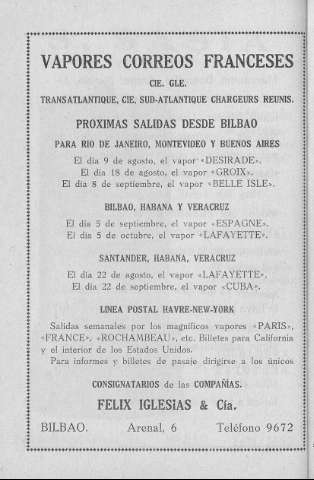 VAPORES CORREOS FRANCESES
CIE. GLE.
TRANSATLANTIQUE, CIE, SUD-ATLANTIQUE CHARGEURS REUNIS.
PROXIMAS SALIDAS DESDE BILBAO
PARA RIO DE JANEIRO, MONTEVIDEO Y BUENOS AIRES
El día 9 de agosto, el vapor «DESIRADE».
El día 18 de agosto, el vapor «GROIX».
El día 8 de septiembre, el vapor «BELLE ISLE».
BILBAO, HABANA Y VERACRUZ
El día 5 de septiembre, el vapor «ESPAGNE».
El día 5 de octubre, el vapor «LAFAYETTE».
SANTANDER, HABANA, VERACRUZ
El día 22 de agosto, el vapor «LAFAYETTE».
El día 22 de septiembre, el vapor «CUBA».
LINEA POSTAL HAVRE-NEW-YORK
Salidas semanales por los magníficos vapores «PARIS»,
«FRANCE», «ROCHAMBEAU», etc. Billetes para California
y el interior de los Estados Unidos.
Para informes y billetes de pasaje dirigirse a los únicos
CONSIGNATARIOS de las COMPAÑIAS.
FELIX IGLESIAS & Cía.
BILBAO. Arenal, 6 Teléfono 9672